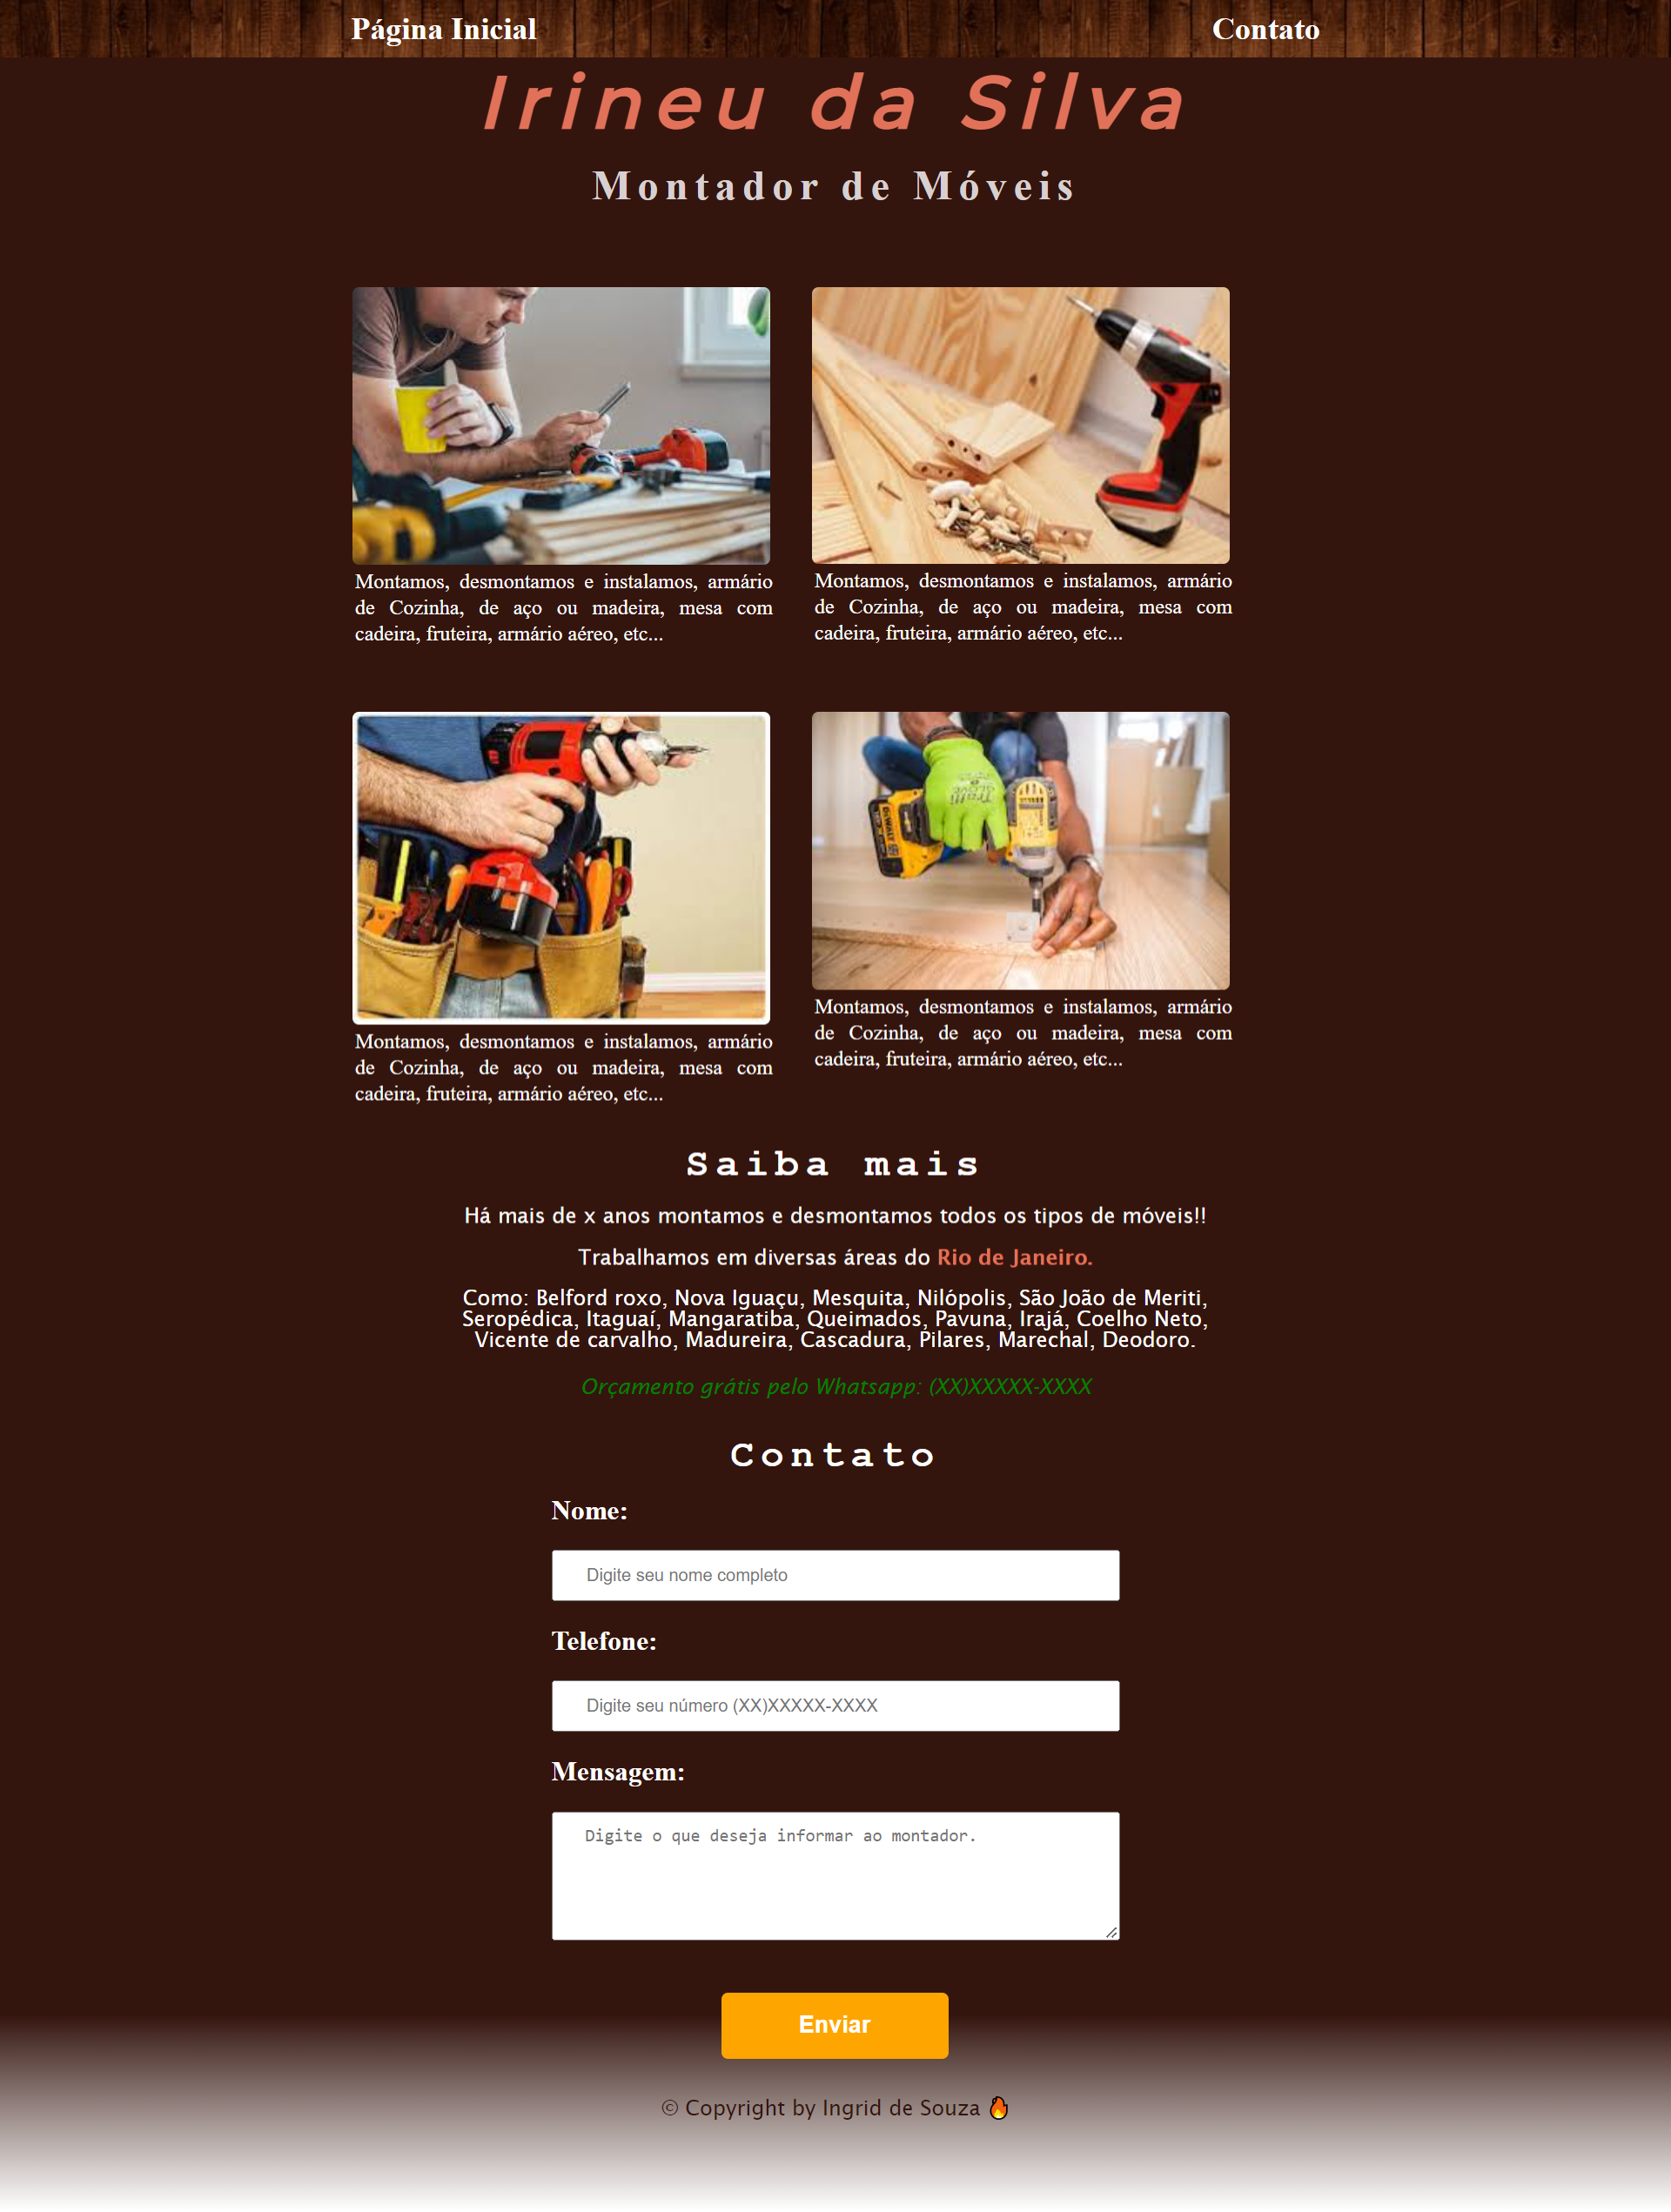 Página Inicial
Contato
Irineu da Silva
Montador de Móveis
Montamos, desmontamos e instalamos, armário
de Cozinha, de aço ou madeira, mesa com
cadeira, fruteira, armário aéreo, etc...
Montamos, desmontamos e instalamos, armário
de Cozinha, de aço ou madeira, mesa com
cadeira, fruteira, armário aéreo, etc...
DEWALT
Montamos, desmontamos e instalamos, armário
de Cozinha, de aço ou madeira, mesa com
cadeira, fruteira, armário aéreo, etc...
Montamos, desmontamos e instalamos, armário
de Cozinha, de aço ou madeira, mesa com
cadeira, fruteira, armário aéreo, etc...
Saiba mais
Há mais de x anos montamos e desmontamos todos os tipos de móveis!!
Trabalhamos em diversas áreas do Rio de Janeiro.
Como: Belford roxo, Nova Iguaçu, Mesquita, Nilópolis, São João de Meriti,
Seropédica, Itaguaí, Mangaratiba, Queimados, Pavuna, Irajá, Coelho Neto,
Vicente de carvalho, Madureira, Cascadura, Pilares, Marechal, Deodoro.
Orçamento grátis pelo Whatsapp: (XX)XXXXX-XXXX
Contato
Nome:
Digite seu nome completo
Telefone:
Digite seu número (XX)XXXXX-XXXX
Mensagem:
Digite o que deseja informar ao montador.
Enviar
© Copyright by Ingrid de Souza 🔥